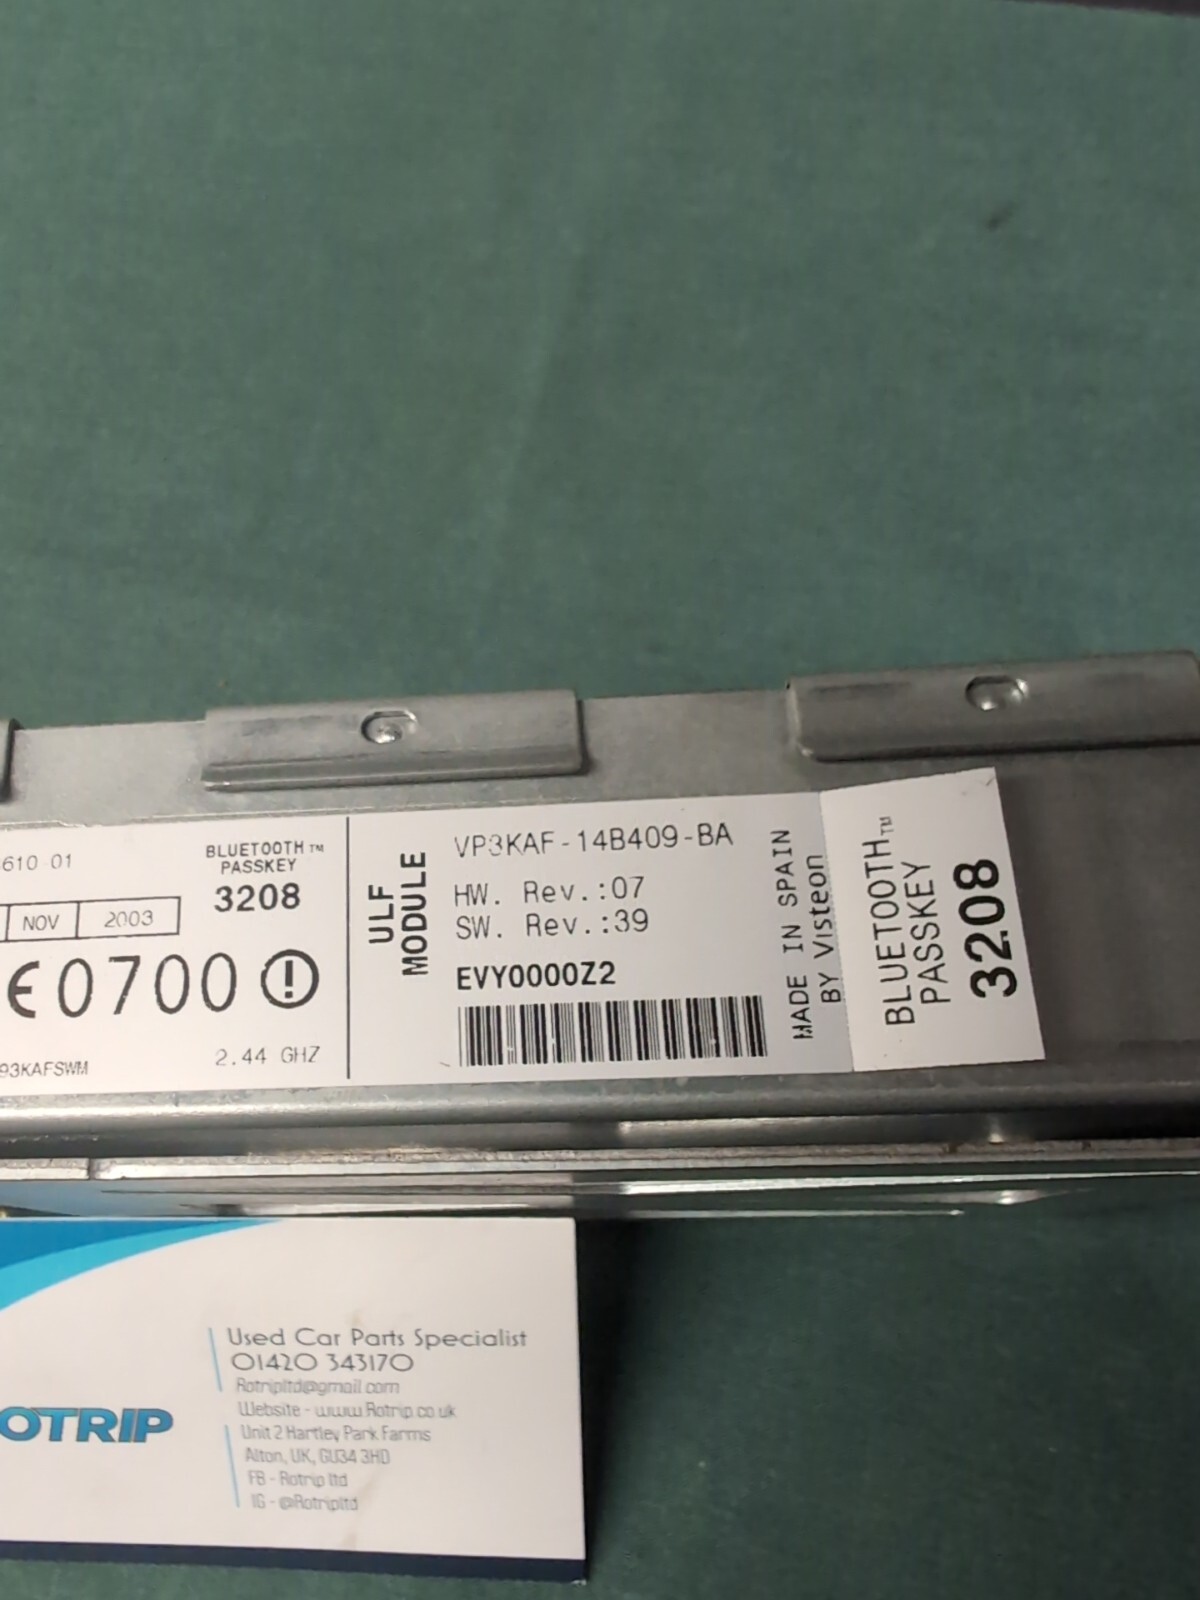 610-01
BLUETOOTH™
PASSKEY
3208
NOV 2003
CE0700
93KAFSWM
2.44 GHZ
ULF
MODULE
VP3KAF-14B409-BA
HW. Rev.:07
SW. Rev.:39
EVY0000Z2
MADE IN SPAIN
BY Visteon
BLUETOOTH™
PASSKEY
3208
OTRIP
Used Car Parts Specialist
01420 343170
Rotripltd@gmail.com
Website - www.Rotrip.co.uk
Unit 2 Hartley Park Farms
Alton, UK, GU34 3HD
FB - Rotrip ltd
IG - @Rotripltd